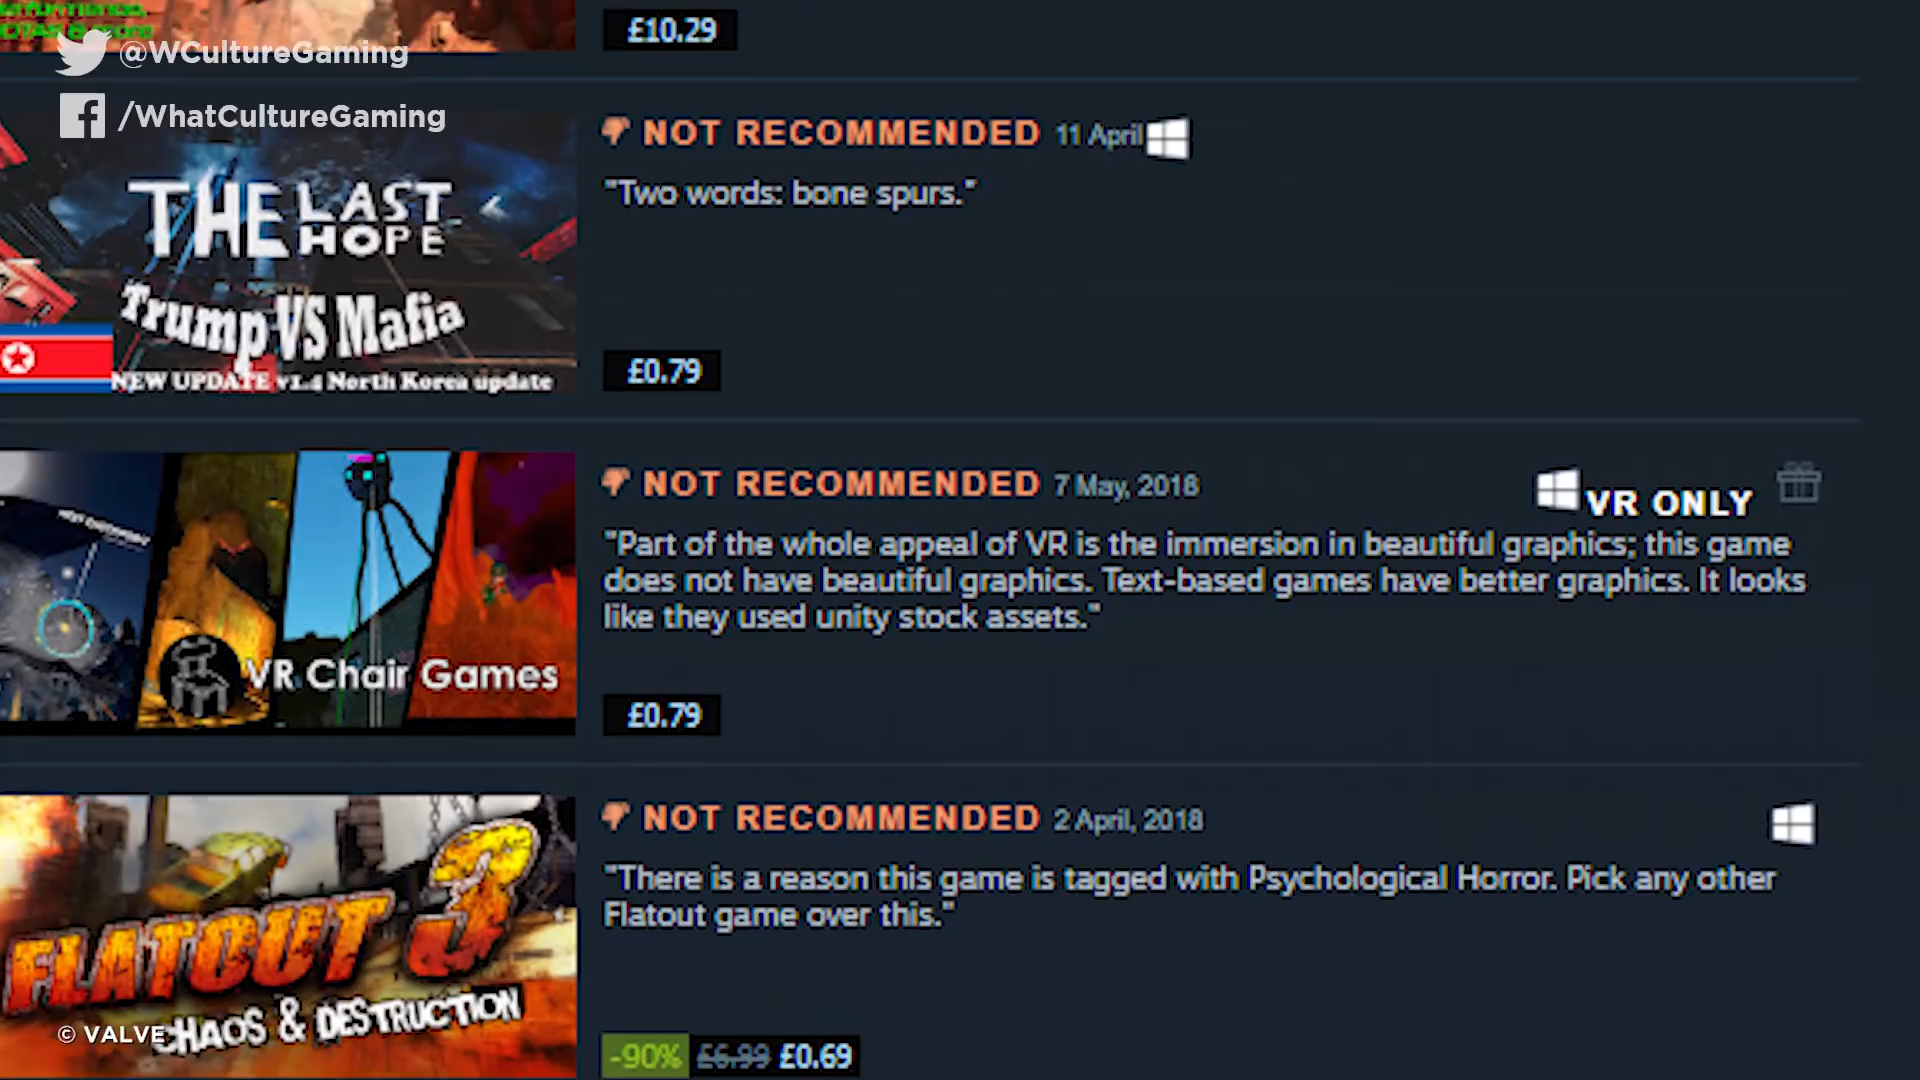 @WCultureGaming
/WhatCultureGaming
£10.29
THE LAST
HOPE
Trump VS Mafia
NEW UPDATE v1.4 North Korea update
NOT RECOMMENDED 11 April
"Two words: bone spurs."
£0.79
VR Chair Games
NOT RECOMMENDED 7 May, 2018
VR ONLY
"Part of the whole appeal of VR is the immersion in beautiful graphics; this game
does not have beautiful graphics. Text-based games have better graphics. It looks
like they used unity stock assets."
£0.79
FLATOUT 3
CHAOS & DESTRUCTION
© VALVE
NOT RECOMMENDED 2 April, 2018
"There is a reason this game is tagged with Psychological Horror. Pick any other
Flatout game over this."
-90% £6.99 £0.69